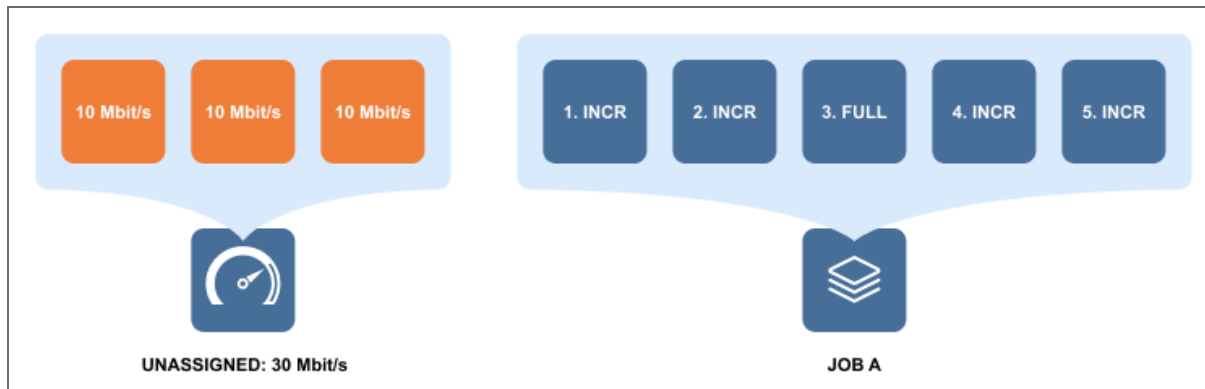 10 Mbit/s
10 Mbit/s
10 Mbit/s
1. INCR
2. INCR
3. FULL
4. INCR
5. INCR
UNASSIGNED: 30 Mbit/s
JOB A